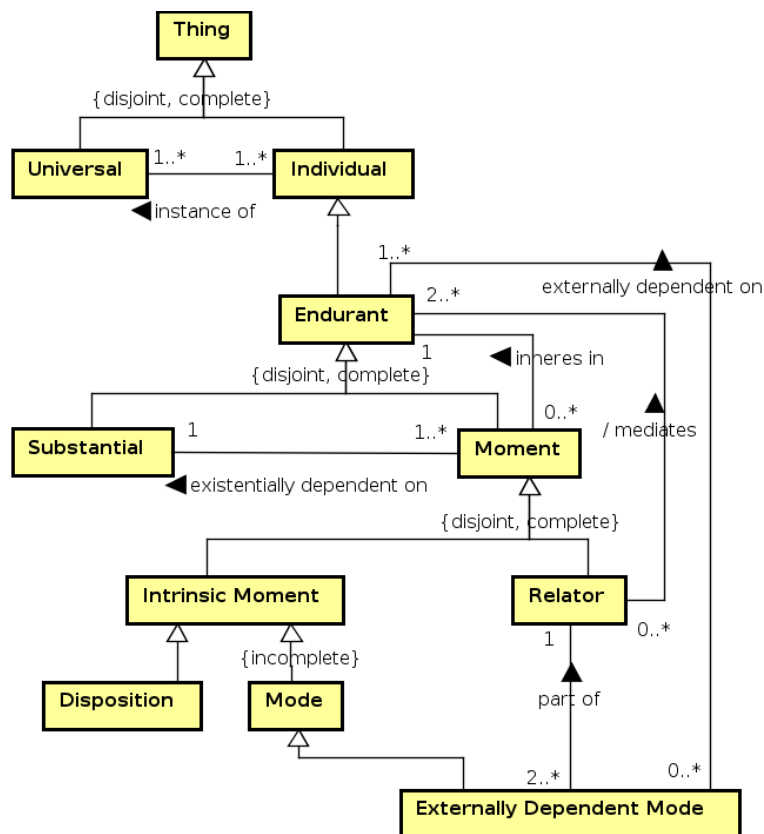 Thing
{disjoint, complete}
Universal
1..*
1..*
Individual
instance of
1..*
externally dependent on
Endurant
2..*
1
inheres in
{disjoint, complete}
0..*
/ mediates
Substantial
1
1..*
Moment
existentially dependent on
{disjoint, complete}
Intrinsic Moment
Relator
1
0..*
{incomplete}
Disposition
Mode
part of
2..*
0..*
Externally Dependent Mode